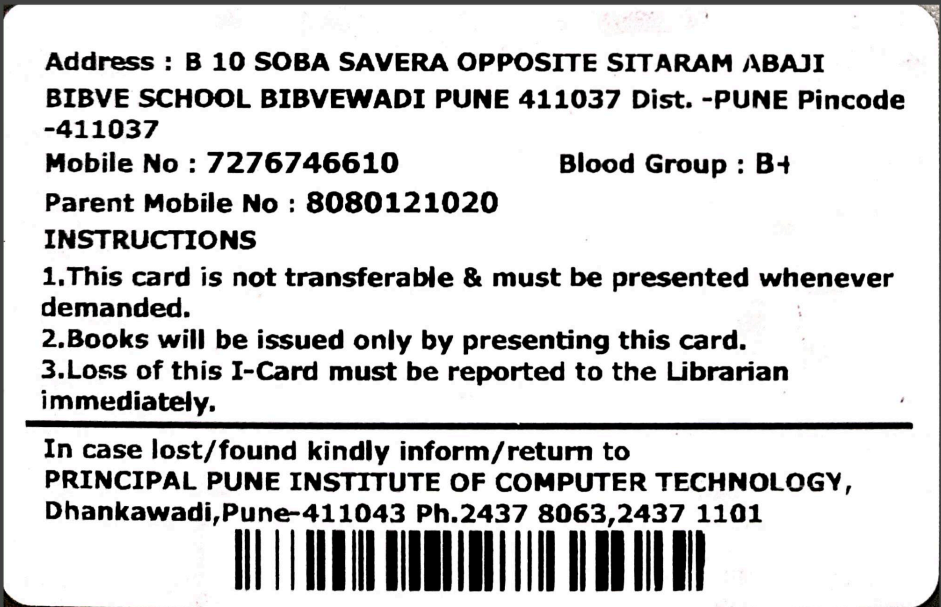 Address : B 10 SOBA SAVERA OPPOSITE SITARAM ABAJI
BIBVE SCHOOL BIBVEWADI PUNE 411037 Dist. -PUNE Pincode
-411037
Mobile No : 7276746610 Blood Group : B+
Parent Mobile No : 8080121020
INSTRUCTIONS
1.This card is not transferable & must be presented whenever
demanded.
2.Books will be issued only by presenting this card.
3.Loss of this I-Card must be reported to the Librarian
immediately.
In case lost/found kindly inform/return to
PRINCIPAL PUNE INSTITUTE OF COMPUTER TECHNOLOGY,
Dhankawadi,Pune-411043 Ph.2437 8063,2437 1101